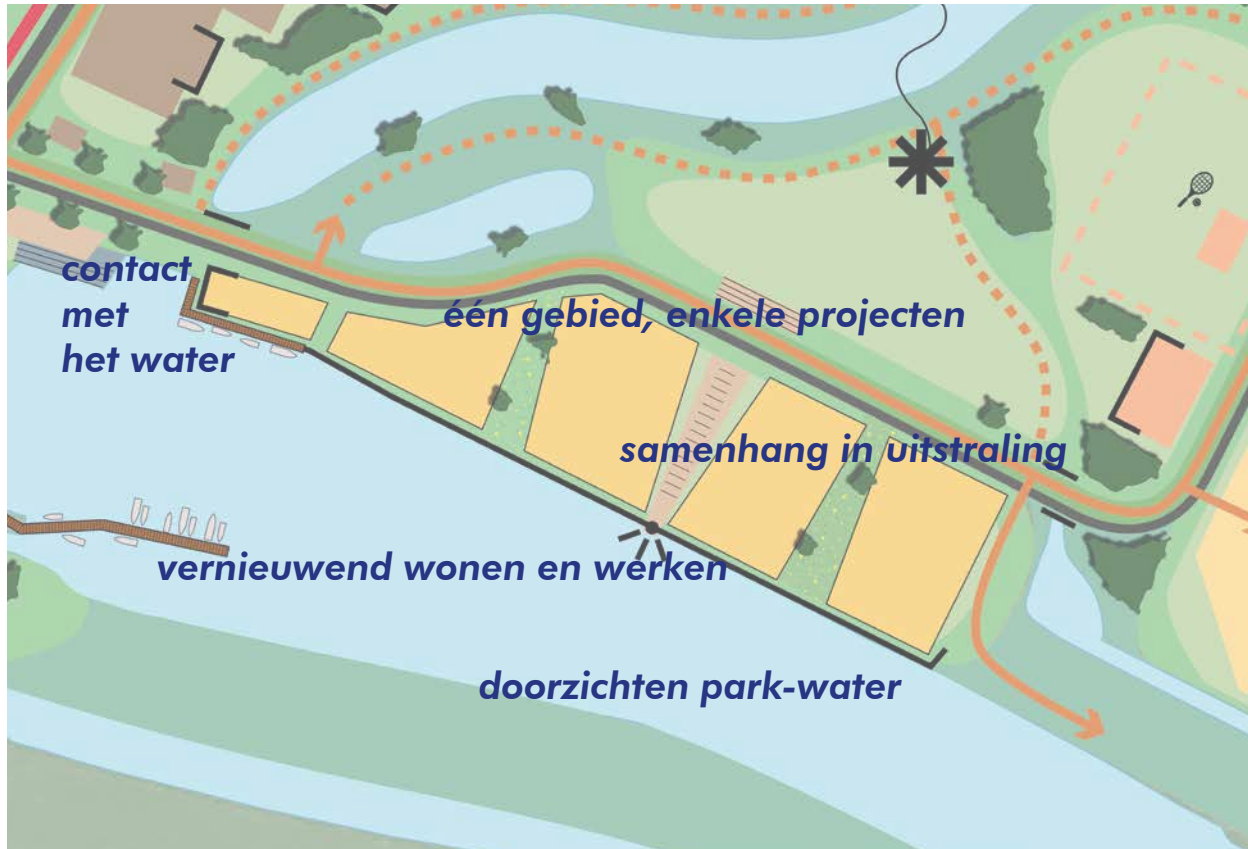 contact
met
het water
één gebied, enkele projecten
samenhang in uitstraling
vernieuwend wonen en werken
doorzichten park-water